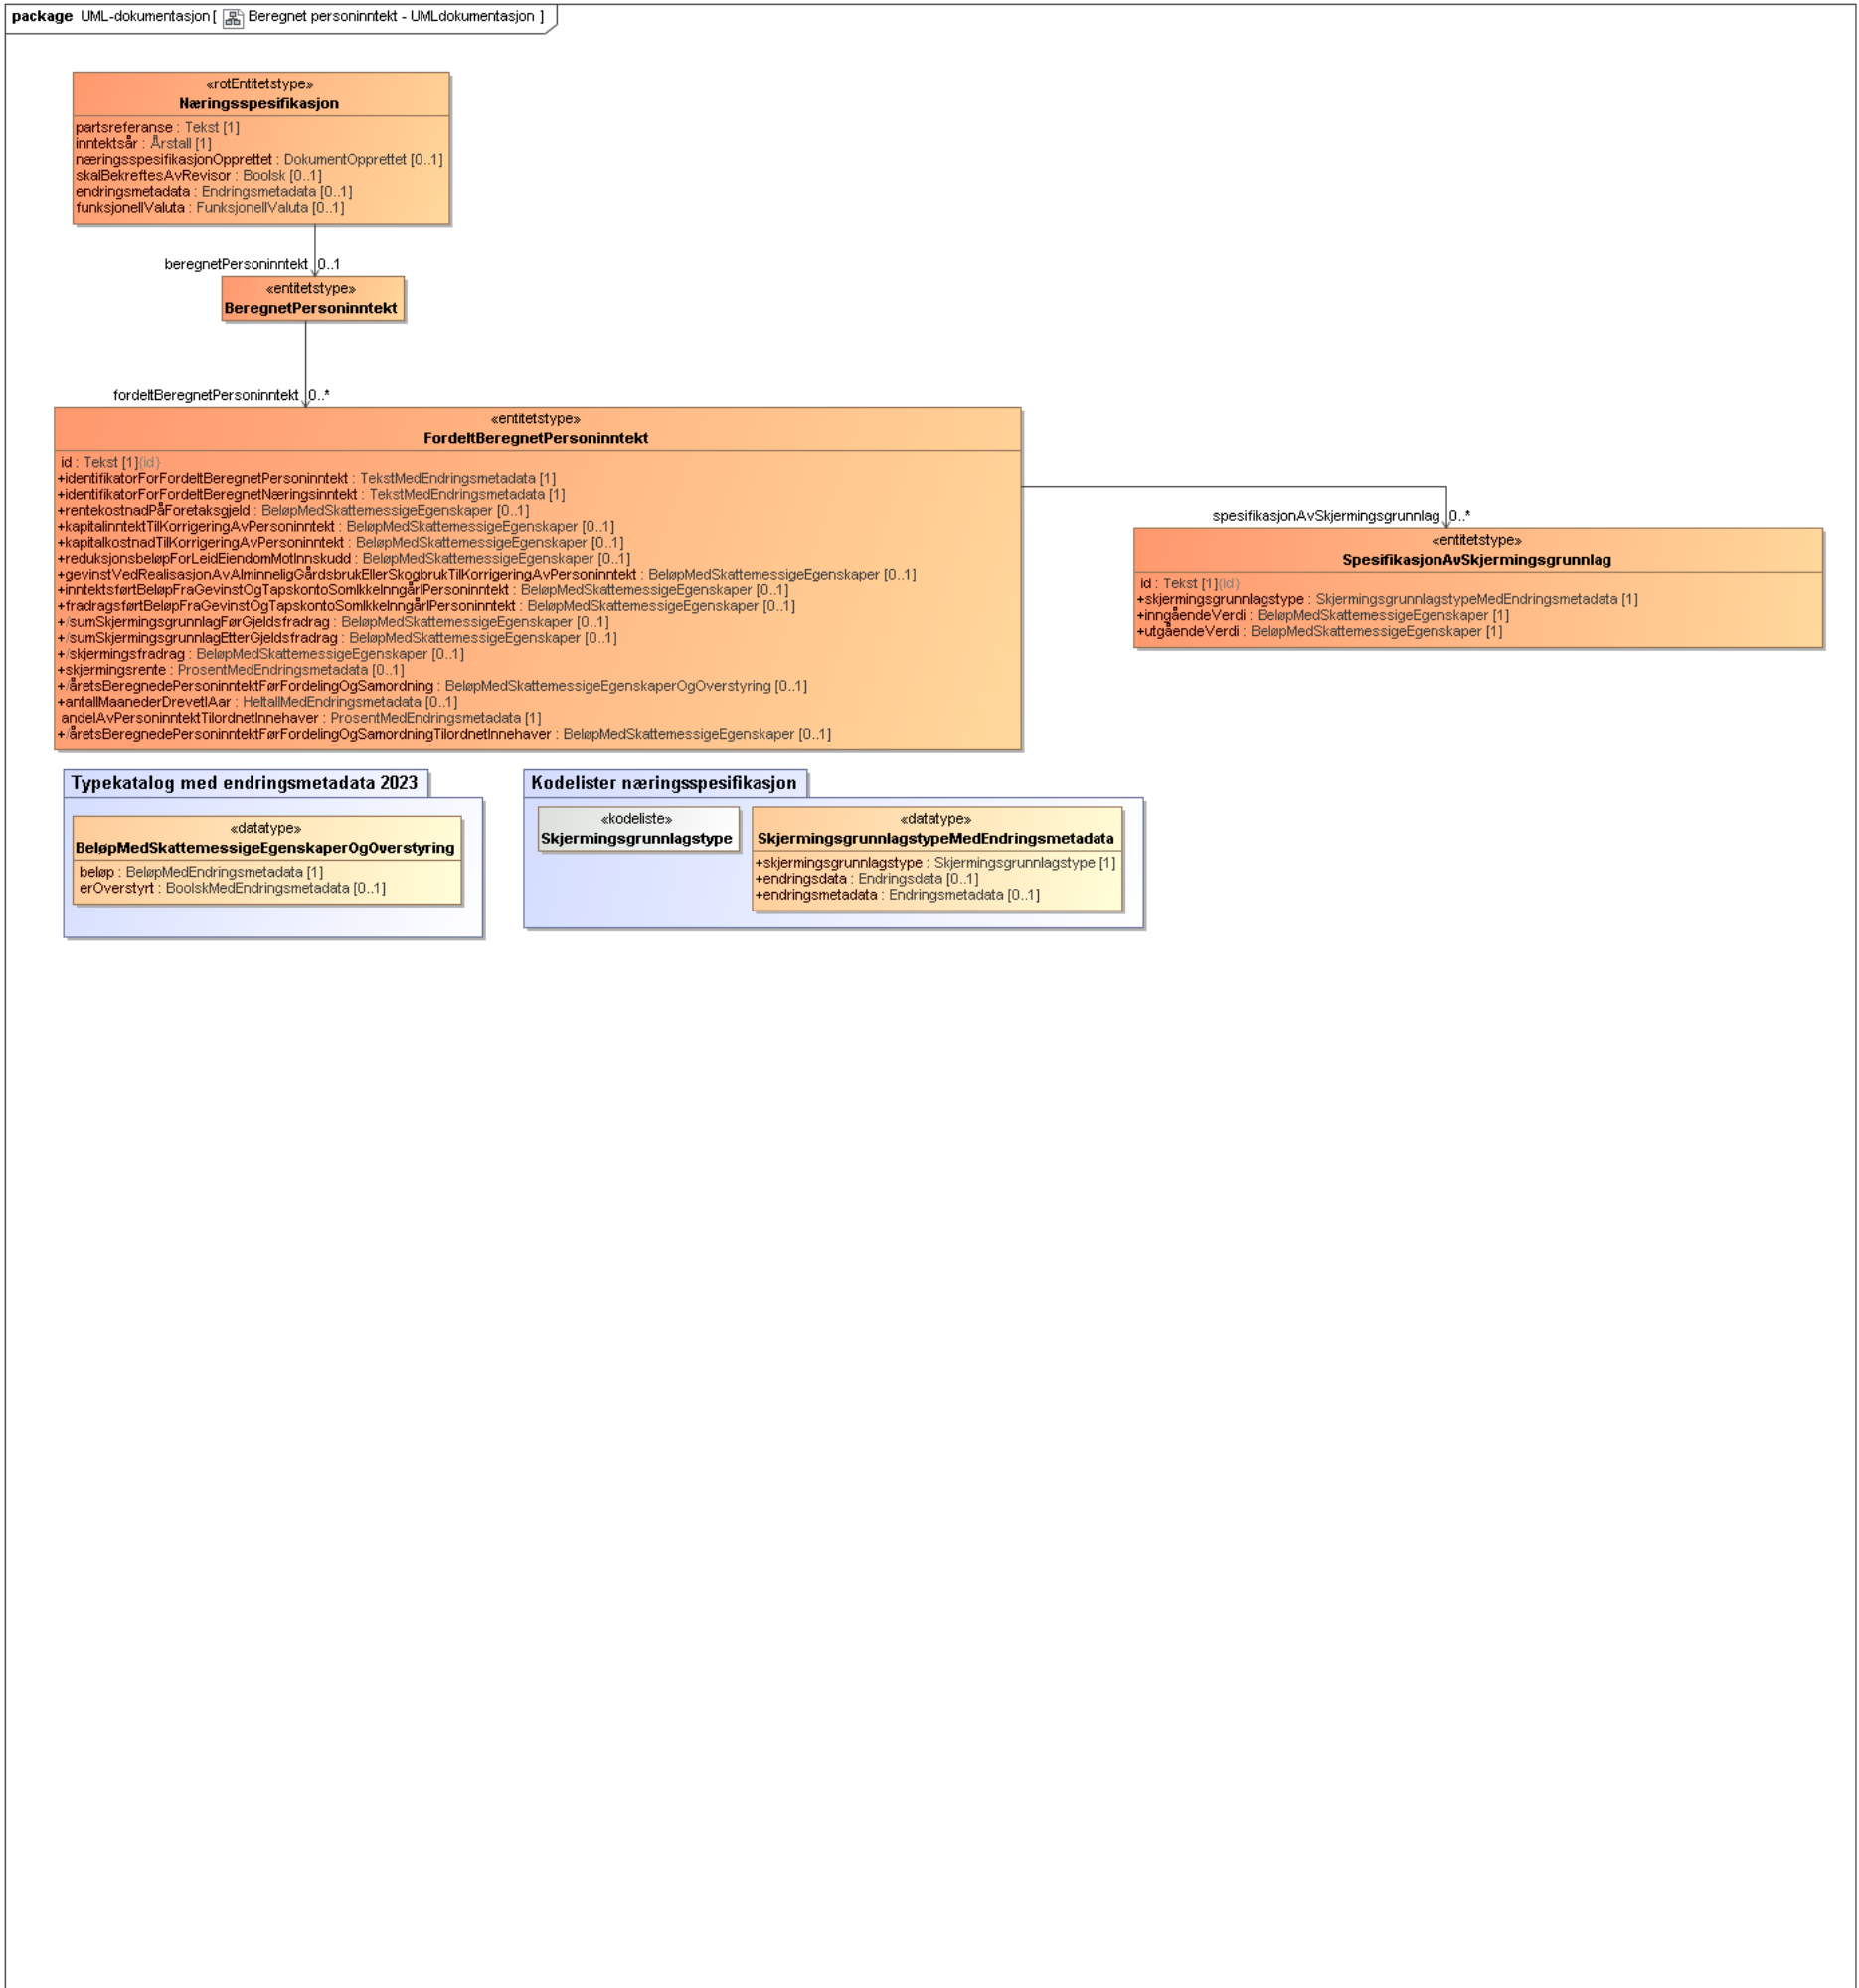 package UML-dokumentasjon[ Beregnet personinntekt - UMLdokumentasjon ]
«rotEntitetstype»
Næringsspesifikasjon
partsreferanse : Tekst [1]
inntektsår : Årstall [1]
næringsspesifikasjonOpprettet : DokumentOpprettet [0..1]
skalBekreftesAvRevisor : Boolsk [0..1]
endringsmetadata : Endringsmetadata [0..1]
funksjonellValuta : FunksjonellValuta [0..1]
beregnetPersoninntekt 0..1
«entitetstype»
BeregnetPersoninntekt
fordeltBeregnetPersoninntekt 0..*
«entitetstype»
FordeltBeregnetPersoninntekt
id : Tekst [1]{id}
+identifikatorForFordeltBeregnetPersoninntekt : TekstMedEndringsmetadata [1]
+identifikatorForFordeltBeregnetNæringsinntekt : TekstMedEndringsmetadata [1]
+rentekostnadPåForetaksgjeld : BeløpMedSkattemessigeEgenskaper [0..1]
+kapitalinntektTilKorrigeringAvPersoninntekt : BeløpMedSkattemessigeEgenskaper [0..1]
+kapitalkostnadTilKorrigeringAvPersoninntekt : BeløpMedSkattemessigeEgenskaper [0..1]
+reduksjonsbeløpForLeidEiendomMotInnskudd : BeløpMedSkattemessigeEgenskaper [0..1]
+gevinstVedRealisasjonAvAlminneligGårdsbrukEllerSkogbrukTilKorrigeringAvPersoninntekt : BeløpMedSkattemessigeEgenskaper [0..1]
+inntektsførtBeløpFraGevinstOgTapskontoSomIkkeInngårIPersoninntekt : BeløpMedSkattemessigeEgenskaper [0..1]
+fradragsførtBeløpFraGevinstOgTapskontoSomIkkeInngårIPersoninntekt : BeløpMedSkattemessigeEgenskaper [0..1]
+/sumSkjermingsgrunnlagFørGjeldsfradrag : BeløpMedSkattemessigeEgenskaper [0..1]
+/sumSkjermingsgrunnlagEtterGjeldsfradrag : BeløpMedSkattemessigeEgenskaper [0..1]
+/skjermingsfradrag : BeløpMedSkattemessigeEgenskaper [0..1]
+skjermingsrente : ProsentMedEndringsmetadata [0..1]
+/åretsBeregnedePersoninntektFørFordelingOgSamordning : BeløpMedSkattemessigeEgenskaperOgOverstyring [0..1]
+antallMaanederDrevetIAar : HeltallMedEndringsmetadata [0..1]
andelAvPersoninntektTilordnetInnehaver : ProsentMedEndringsmetadata [1]
+/åretsBeregnedePersoninntektFørFordelingOgSamordningTilordnetInnehaver : BeløpMedSkattemessigeEgenskaper [0..1]
spesifikasjonAvSkjermingsgrunnlag 0..*
«entitetstype»
SpesifikasjonAvSkjermingsgrunnlag
id : Tekst [1]{id}
+skjermingsgrunnlagstype : SkjermingsgrunnlagstypeMedEndringsmetadata [1]
+inngåendeVerdi : BeløpMedSkattemessigeEgenskaper [1]
+utgåendeVerdi : BeløpMedSkattemessigeEgenskaper [1]
Typekatalog med endringsmetadata 2023
«datatype»
BeløpMedSkattemessigeEgenskaperOgOverstyring
beløp : BeløpMedEndringsmetadata [1]
erOverstyrt : BoolskMedEndringsmetadata [0..1]
Kodelister næringsspesifikasjon
«kodeliste»
Skjermingsgrunnlagstype
«datatype»
SkjermingsgrunnlagstypeMedEndringsmetadata
+skjermingsgrunnlagstype : Skjermingsgrunnlagstype [1]
+endringsdata : Endringsdata [0..1]
+endringsmetadata : Endringsmetadata [0..1]